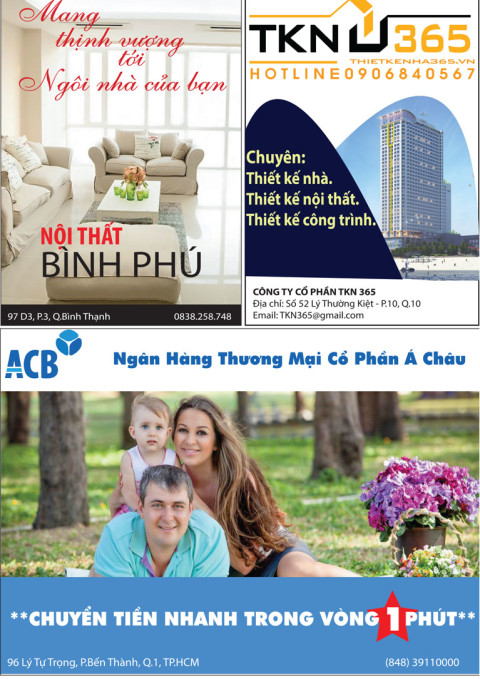 Mang
thịnh vượng
tới
Ngôi nhà của bạn
NỘI THẤT
BÌNH PHÚ
97 D3, P.3, Q.Bình Thạnh
0838.258.748
TKN 365
THIETKENHA365.VN
HOTLINE0906840567
Chuyên:
Thiết kế nhà.
Thiết kế nội thất.
Thiết kế công trình.
CÔNG TY CỔ PHẦN TKN 365
Địa chỉ: Số 52 Lý Thường Kiệt - P.10, Q.10
Email: TKN365@gmail.com
ACB
Ngân Hàng Thương Mại Cổ Phần Á Châu
**CHUYỂN TIỀN NHANH TRONG VÒNG 1 PHÚT**
96 Lý Tự Trọng, P.Bến Thành, Q.1, TP.HCM
(848) 39110000